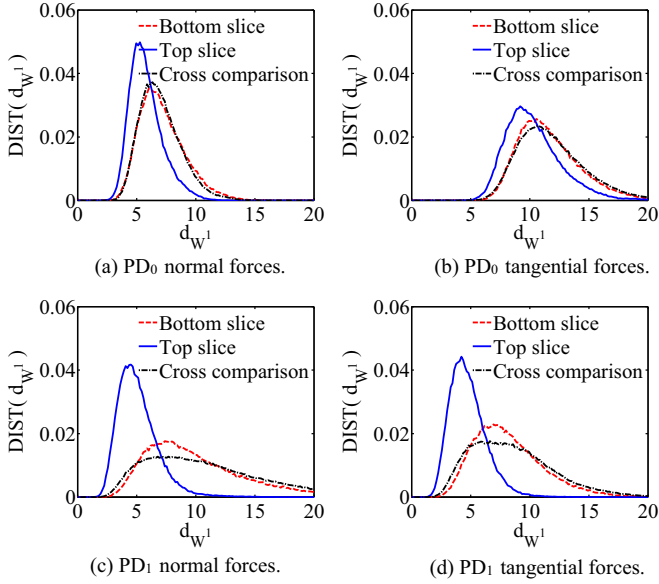 0.06
0.04
0.02
0
DIST( d_W^1 )
Bottom slice
Top slice
Cross comparison
0 5 10 15 20
d_W^1
(a) PD₀ normal forces.
0.06
0.04
0.02
0
DIST( d_W^1 )
Bottom slice
Top slice
Cross comparison
0 5 10 15 20
d_W^1
(b) PD₀ tangential forces.
0.06
0.04
0.02
0
DIST( d_W^1 )
Bottom slice
Top slice
Cross comparison
0 5 10 15 20
d_W^1
(c) PD₁ normal forces.
0.06
0.04
0.02
0
DIST( d_W^1 )
Bottom slice
Top slice
Cross comparison
0 5 10 15 20
d_W^1
(d) PD₁ tangential forces.